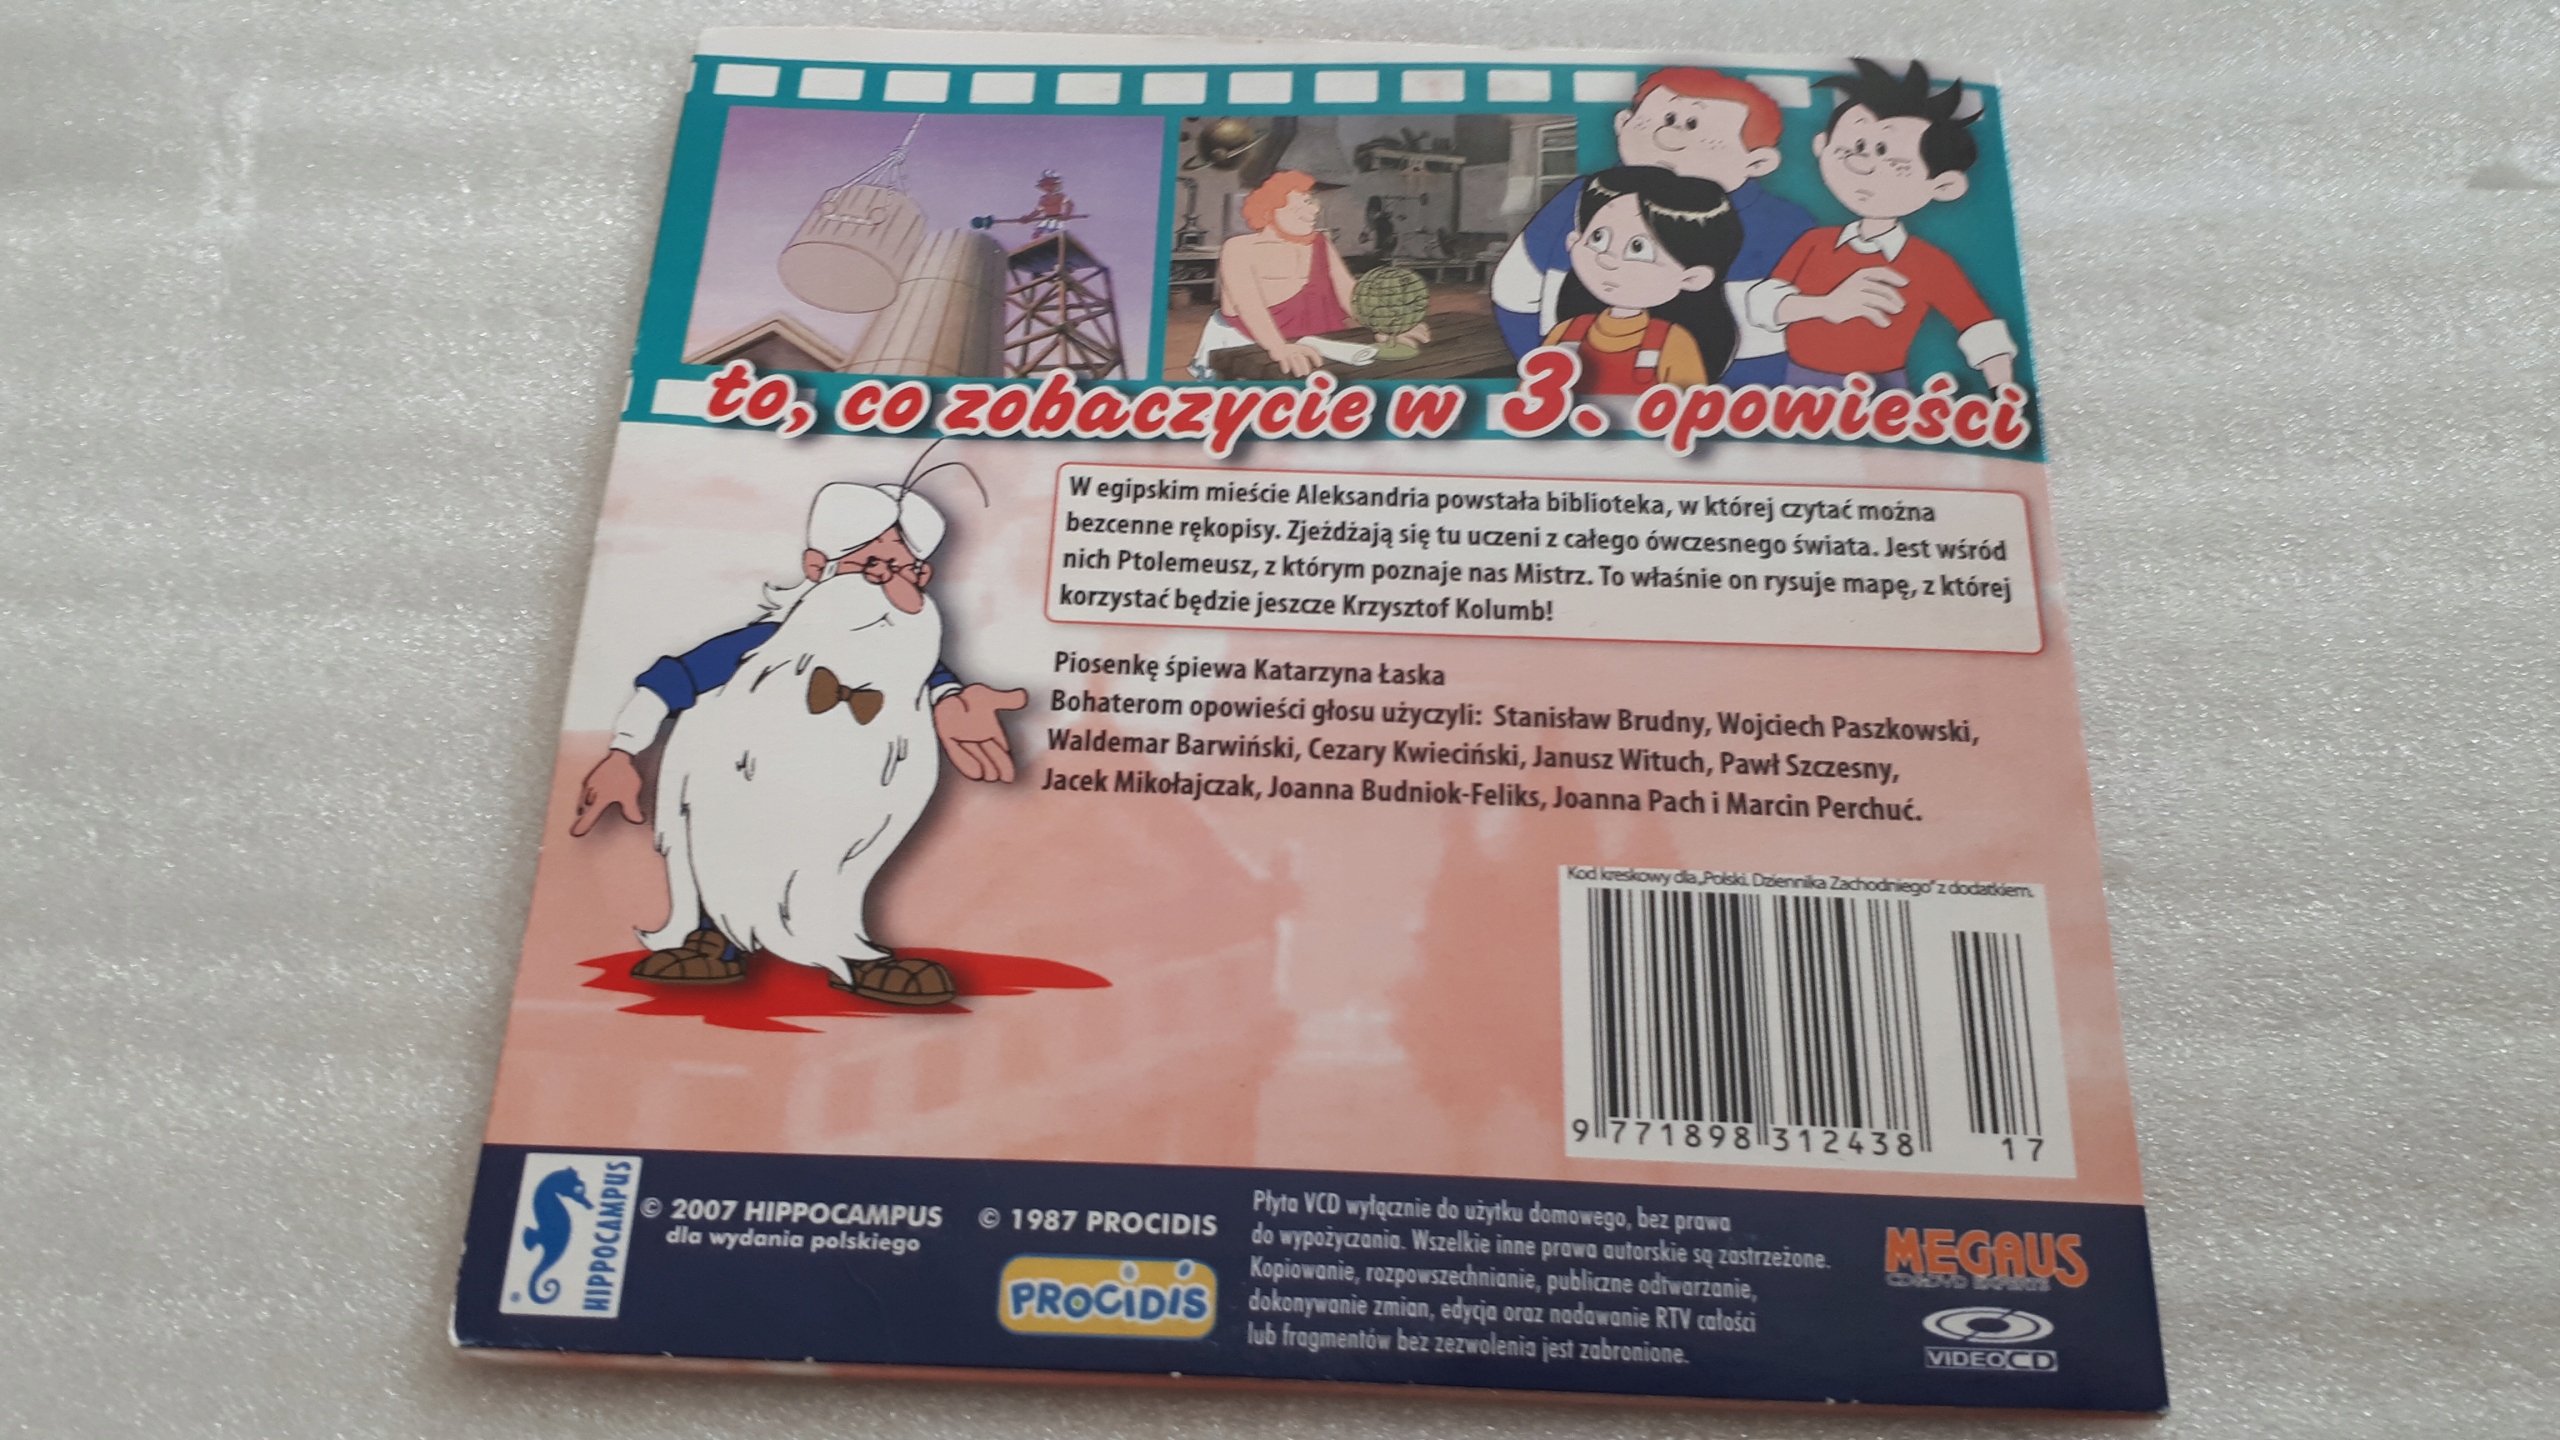 to, co zobaczycie w 3. opowieści
W egipskim mieście Aleksandria powstała biblioteka, w której czytać można
bezcenne rękopisy. Zjeżdżają się tu uczeni z całego ówczesnego świata. Jest wśród
nich Ptolemeusz, z którym poznaje nas Mistrz. To właśnie on rysuje mapę, z której
korzystać będzie jeszcze Krzysztof Kolumb!
Piosenkę śpiewa Katarzyna Łaska
Bohaterom opowieści głosu użyczyli: Stanisław Brudny, Wojciech Paszkowski,
Waldemar Barwiński, Cezary Kwieciński, Janusz Wituch, Pawł Szczesny,
Jacek Mikołajczak, Joanna Budniok-Feliks, Joanna Pach i Marcin Perchuć.
Kod kreskowy dla „Polski. Dziennika Zachodniego" z dodatkiem.
9 771898 312438 17
HIPPOCAMPUS
© 2007 HIPPOCAMPUS
dla wydania polskiego
© 1987 PROCIDIS
PROCIDIS
Płyta VCD wyłącznie do użytku domowego, bez prawa
do wypożyczania. Wszelkie inne prawa autorskie są zastrzeżone.
Kopiowanie, rozpowszechnianie, publiczne odtwarzanie,
dokonywanie zmian, edycja oraz nadawanie RTV całości
lub fragmentów bez zezwolenia jest zabronione.
MEGAUS
VIDEO CD